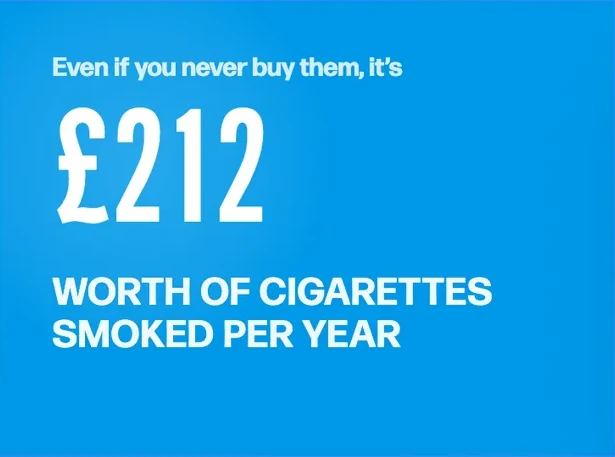 Even if you never buy them, it's
£212
WORTH OF CIGARETTES
SMOKED PER YEAR